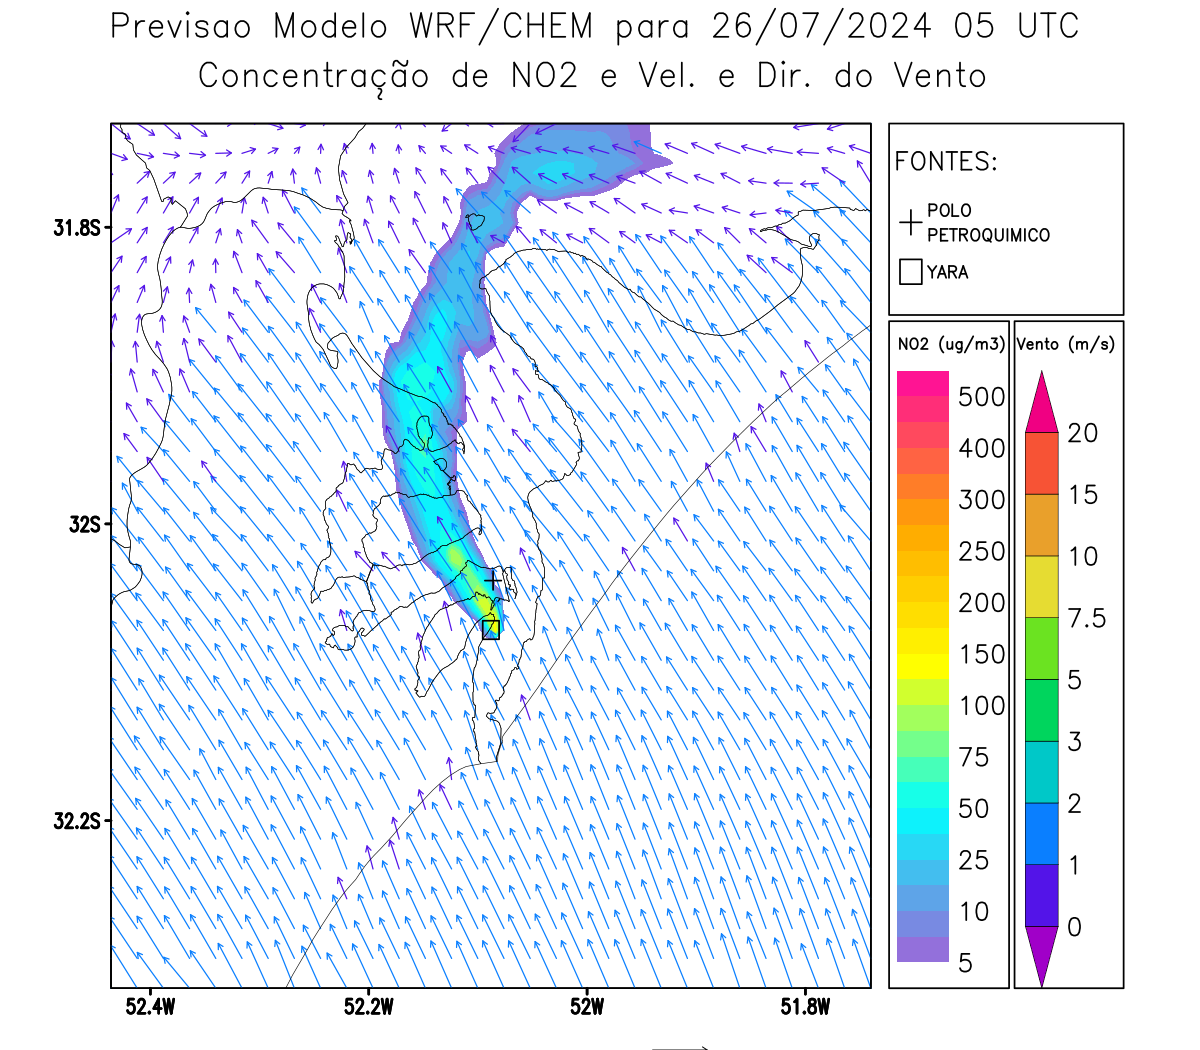 Previsao Modelo WRF/CHEM para 26/07/2024 05 UTC
Concentração de NO2 e Vel. e Dir. do Vento
FONTES:
POLO
PETROQUIMICO
YARA
NO2 (ug/m3)
500
400
300
250
200
150
100
75
50
25
10
5
Vento (m/s)
20
15
10
7.5
5
3
2
1
0
31.8S
32S
32.2S
52.4W
52.2W
52W
51.8W